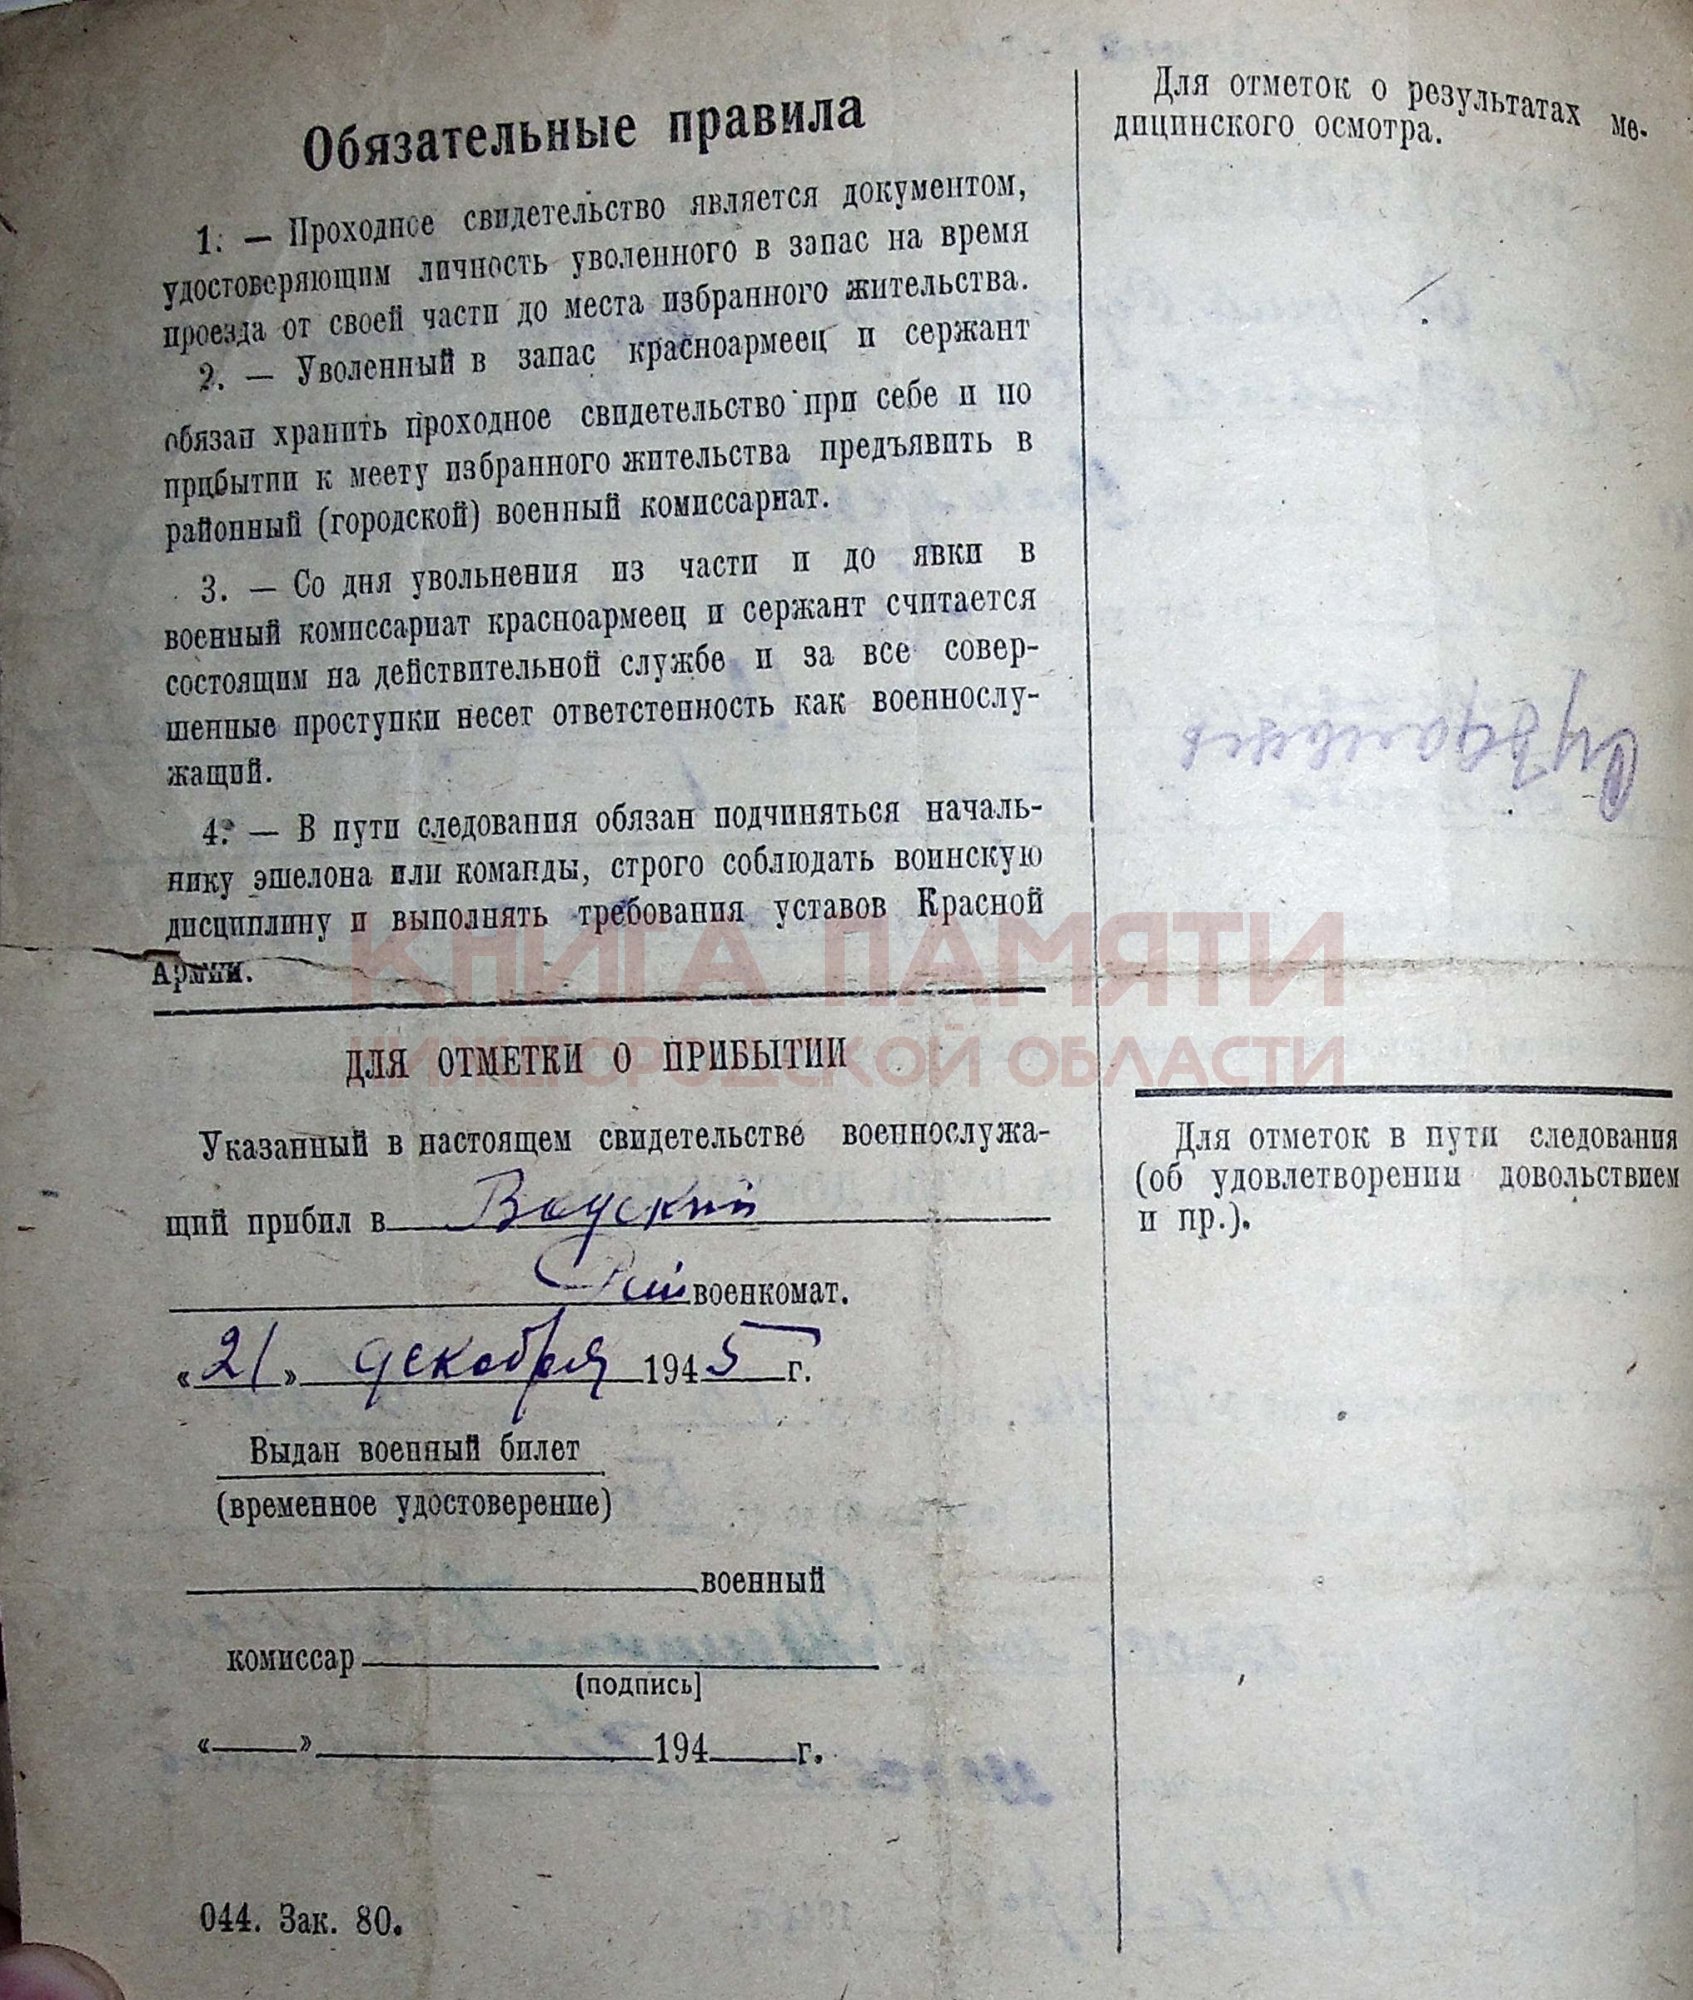 Обязательные правила
1. — Проходное свидетельство является документом,
удостоверяющим личность уволенного в запас на время
проезда от своей части до места избранного жительства.
2. — Уволенный в запас красноармеец и сержант
обязан хранить проходное свидетельство при себе и по
прибытии к меету избранного жительства предъявить в
районный (городской) военный комиссариат.
3. — Со дня увольнения из части и до явки в
военный комиссариат красноармеец и сержант считается
состоящим на действительной службе и за все совер-
шенные проступки несет ответстенность как военнослу-
жащий.
4. — В пути следования обязан подчиняться началь-
нику эшелона или команды, строго соблюдать воинскую
дисциплину и выполнять требования уставов Красной
Армии.
ДЛЯ ОТМЕТКИ О ПРИБЫТИИ
Указанный в настоящем свидетельстве военнослужа-
щий прибил в Вадский
Рай военкомат.
«21» декабря 1945 г.
Выдан военный билет
(временное удостоверение)
военный
комиссар
(подпись]
« » 194 г.
044. Зак. 80.
Для отметок о результатах ме-
дицинского осмотра.
Для отметок в пути следования
(об удовлетворении довольствием
и пр.).
КНИГА ПАМЯТИ
НИЖЕГОРОДСКОЙ ОБЛАСТИ